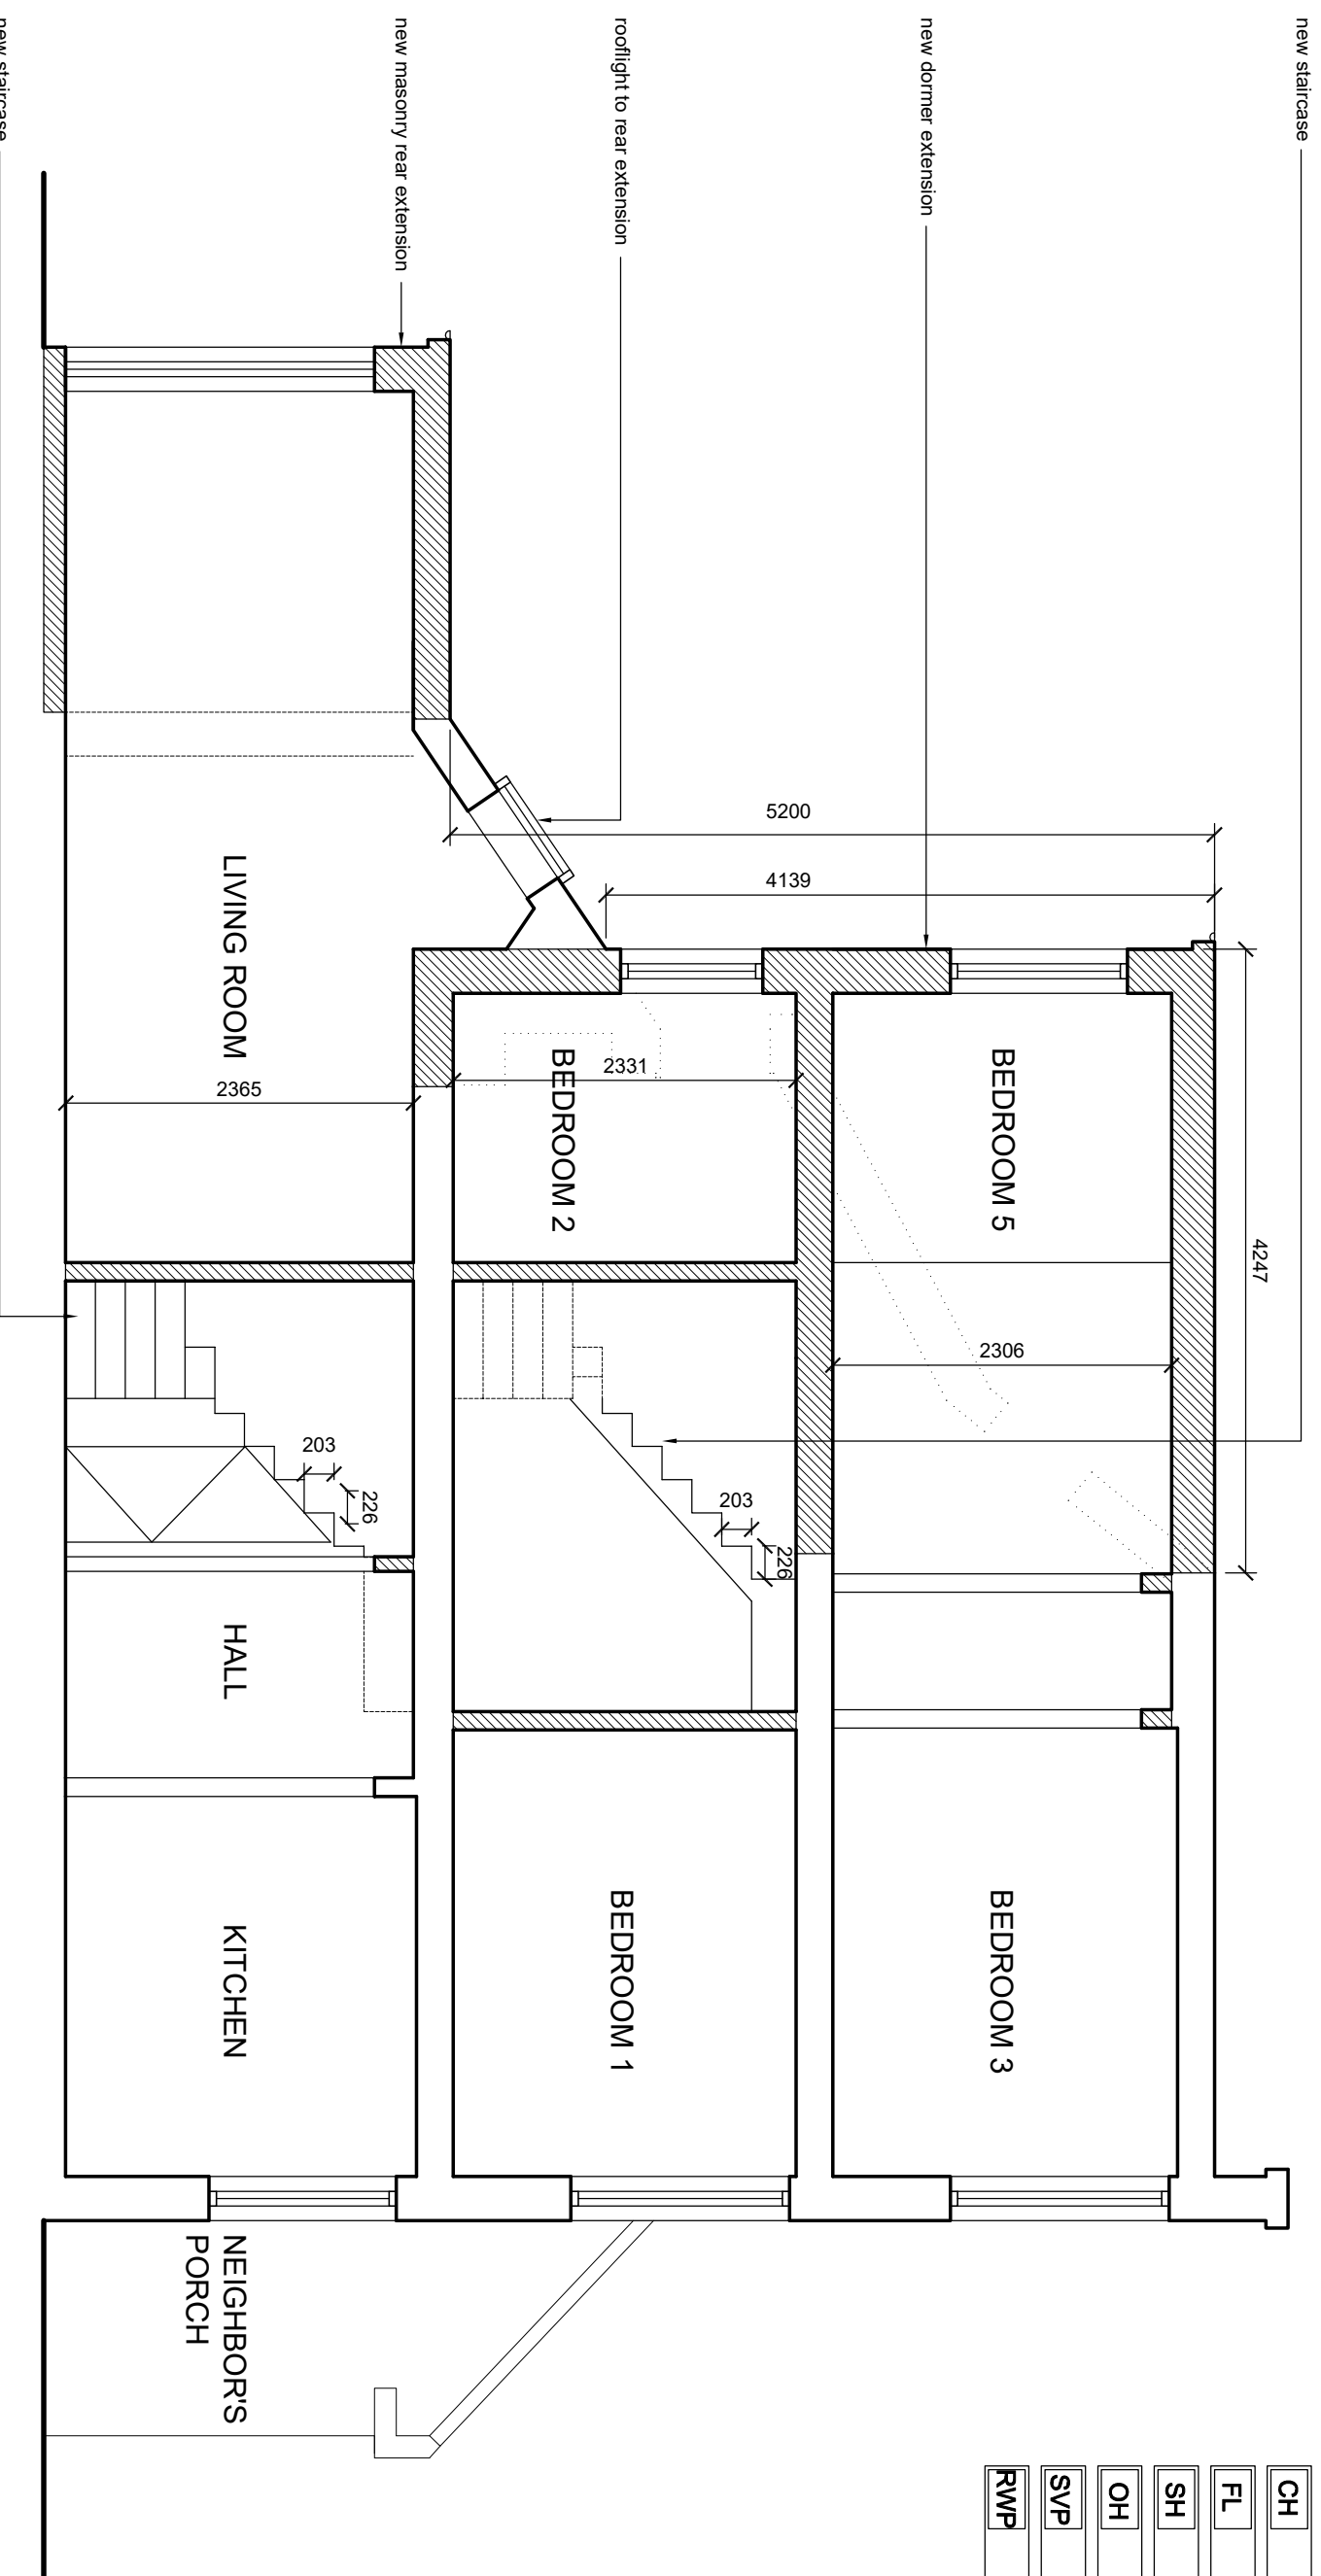 new staircase
new dormer extension
rooflight to rear extension
new masonry rear extension
new staircase
5200
4139
4247
BEDROOM 5
2306
BEDROOM 3
BEDROOM 2
2331
203
226
BEDROOM 1
LIVING ROOM
2365
203
226
HALL
KITCHEN
NEIGHBOR'S
PORCH
CH
FL
SH
OH
SVP
RWP